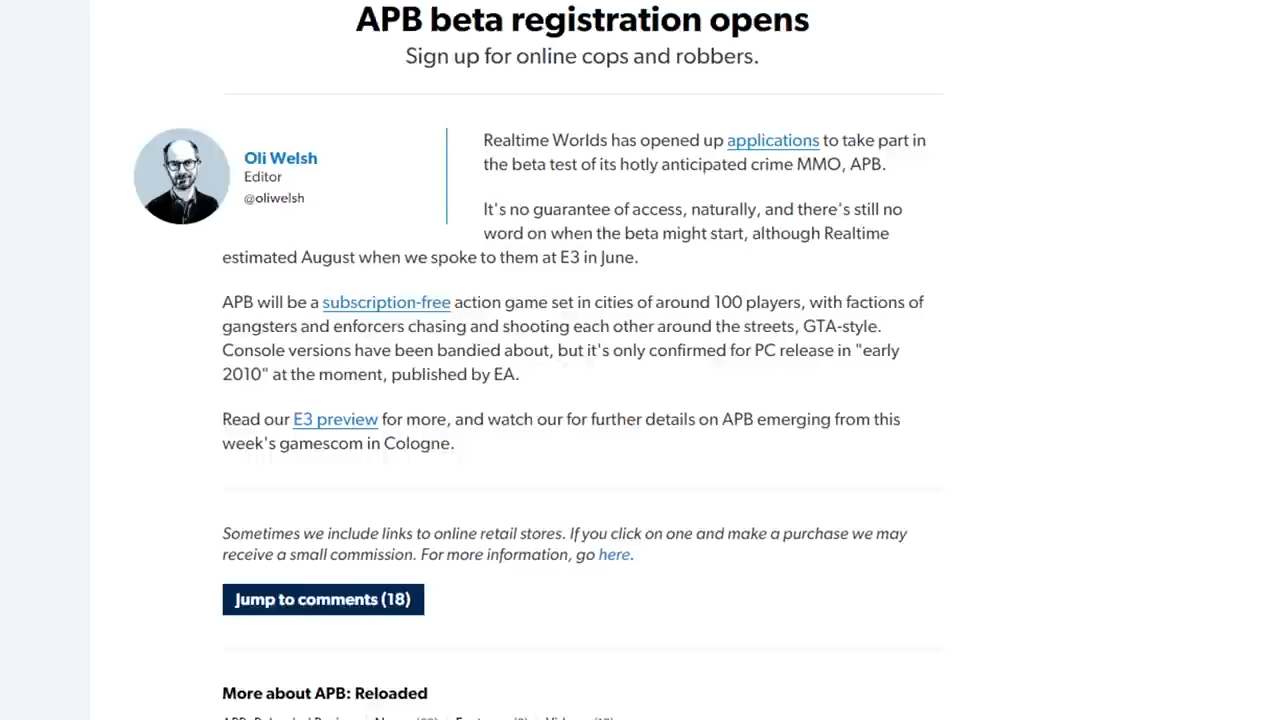 APB beta registration opens
Sign up for online cops and robbers.
Oli Welsh
Editor
@oliwelsh
Realtime Worlds has opened up applications to take part in
the beta test of its hotly anticipated crime MMO, APB.
It's no guarantee of access, naturally, and there's still no
word on when the beta might start, although Realtime
estimated August when we spoke to them at E3 in June.
APB will be a subscription-free action game set in cities of around 100 players, with factions of
gangsters and enforcers chasing and shooting each other around the streets, GTA-style.
Console versions have been bandied about, but it's only confirmed for PC release in "early
2010" at the moment, published by EA.
Read our E3 preview for more, and watch our for further details on APB emerging from this
week's gamescom in Cologne.
Sometimes we include links to online retail stores. If you click on one and make a purchase we may
receive a small commission. For more information, go here.
Jump to comments (18)
More about APB: Reloaded